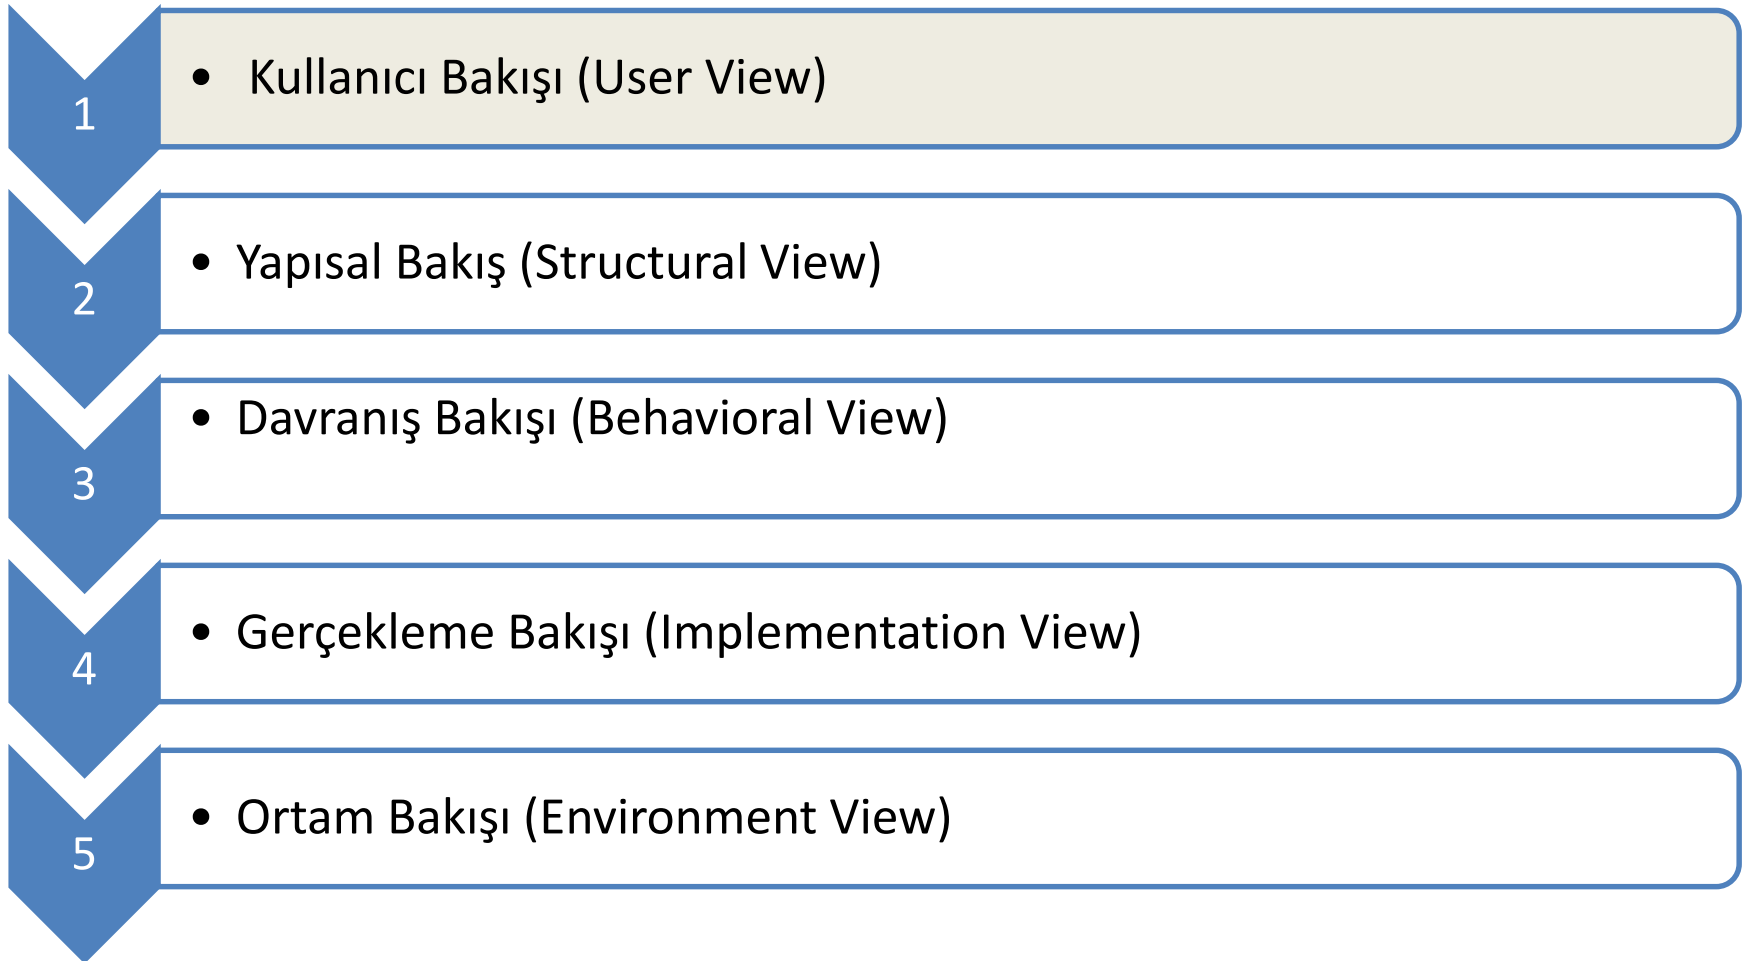 1
• Kullanıcı Bakışı (User View)
2
• Yapısal Bakış (Structural View)
3
• Davranış Bakışı (Behavioral View)
4
• Gerçekleme Bakışı (Implementation View)
5
• Ortam Bakışı (Environment View)